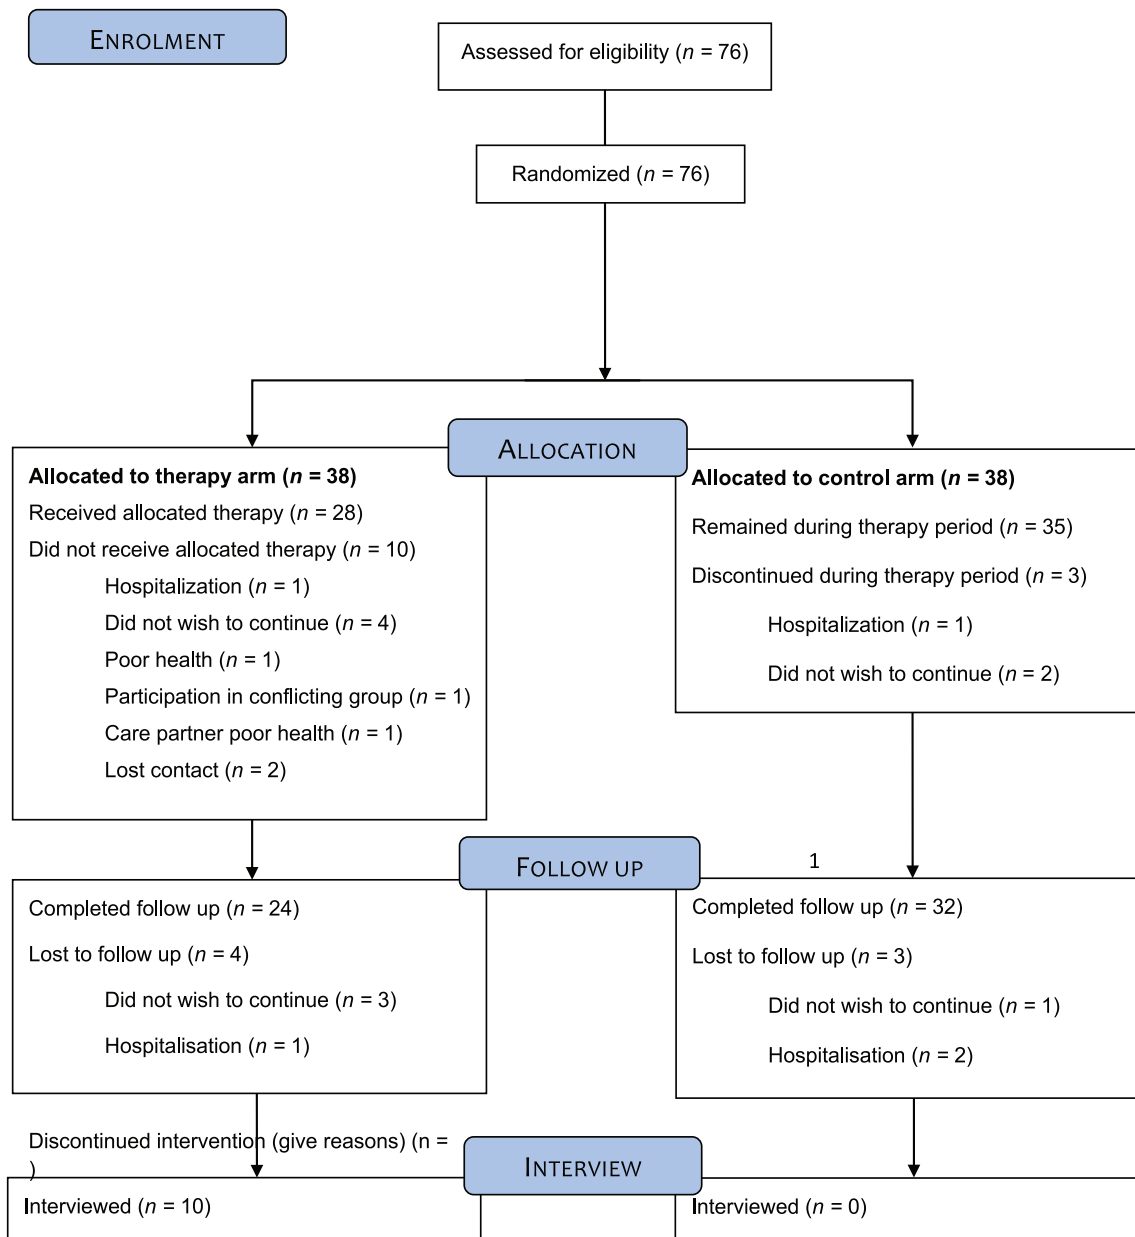 ENROLMENT
Assessed for eligibility (n = 76)
Randomized (n = 76)
ALLOCATION
Allocated to therapy arm (n = 38)
Received allocated therapy (n = 28)
Did not receive allocated therapy (n = 10)
Hospitalization (n = 1)
Did not wish to continue (n = 4)
Poor health (n = 1)
Participation in conflicting group (n = 1)
Care partner poor health (n = 1)
Lost contact (n = 2)
Allocated to control arm (n = 38)
Remained during therapy period (n = 35)
Discontinued during therapy period (n = 3)
Hospitalization (n = 1)
Did not wish to continue (n = 2)
FOLLOW UP
1
Completed follow up (n = 24)
Lost to follow up (n = 4)
Did not wish to continue (n = 3)
Hospitalisation (n = 1)
Completed follow up (n = 32)
Lost to follow up (n = 3)
Did not wish to continue (n = 1)
Hospitalisation (n = 2)
Discontinued intervention (give reasons) (n =
)
INTERVIEW
Interviewed (n = 10)
Interviewed (n = 0)